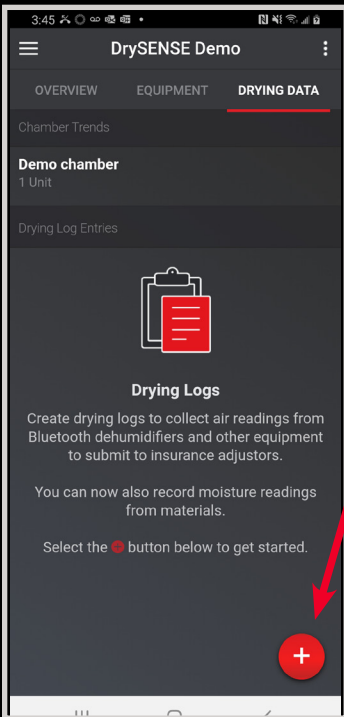 3:45
DrySENSE Demo
OVERVIEW EQUIPMENT DRYING DATA
Chamber Trends
Demo chamber
1 Unit
Drying Log Entries
Drying Logs
Create drying logs to collect air readings from
Bluetooth dehumidifiers and other equipment
to submit to insurance adjustors.
You can now also record moisture readings
from materials.
Select the + button below to get started.
+